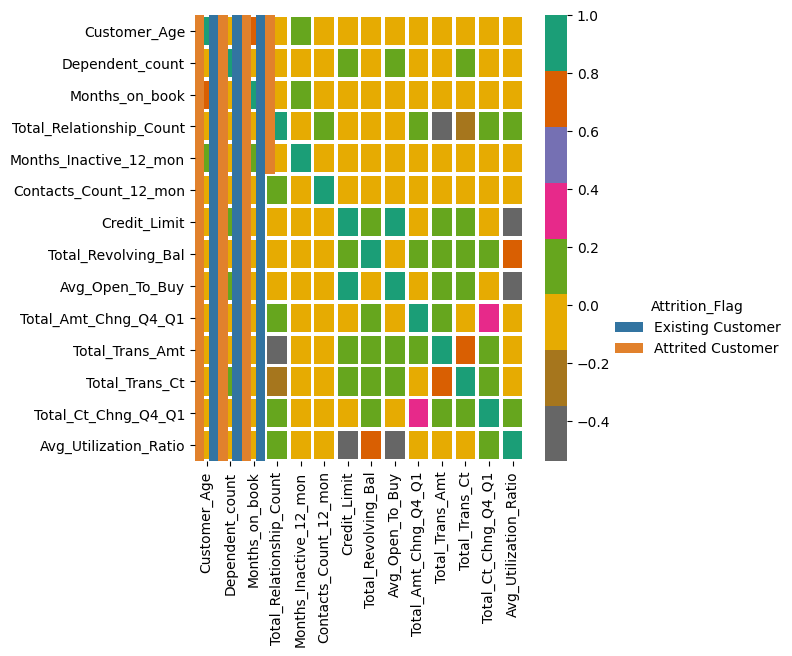 Customer_Age
Dependent_count
Months_on_book
Total_Relationship_Count
Months_Inactive_12_mon
Contacts_Count_12_mon
Credit_Limit
Total_Revolving_Bal
Avg_Open_To_Buy
Total_Amt_Chng_Q4_Q1
Total_Trans_Amt
Total_Trans_Ct
Total_Ct_Chng_Q4_Q1
Avg_Utilization_Ratio
Customer_Age
Dependent_count
Months_on_book
Total_Relationship_Count
Months_Inactive_12_mon
Contacts_Count_12_mon
Credit_Limit
Total_Revolving_Bal
Avg_Open_To_Buy
Total_Amt_Chng_Q4_Q1
Total_Trans_Amt
Total_Trans_Ct
Total_Ct_Chng_Q4_Q1
Avg_Utilization_Ratio
1.0
0.8
0.6
0.4
0.2
0.0
−0.2
−0.4
Attrition_Flag
Existing Customer
Attrited Customer